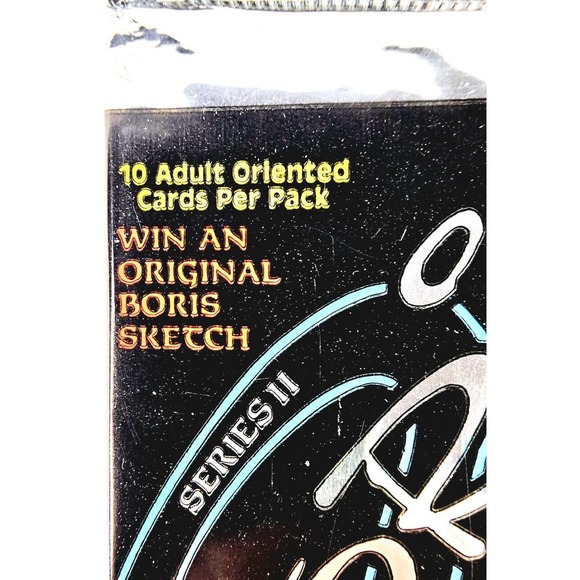 10 Adult Oriented
Cards Per Pack
WIN AN
ORIGINAL
BORIS
SKETCH
SERIES II